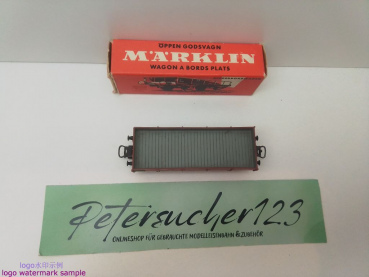 ÖPPEN GODSVAGN
MÄRKLIN
WAGON A BORDS PLATS
Petersucher123
ONLINESHOP FÜR GEBRAUCHTE MODELLEISENBAHN & ZUBEHÖR
logo水印示例
logo watermark sample